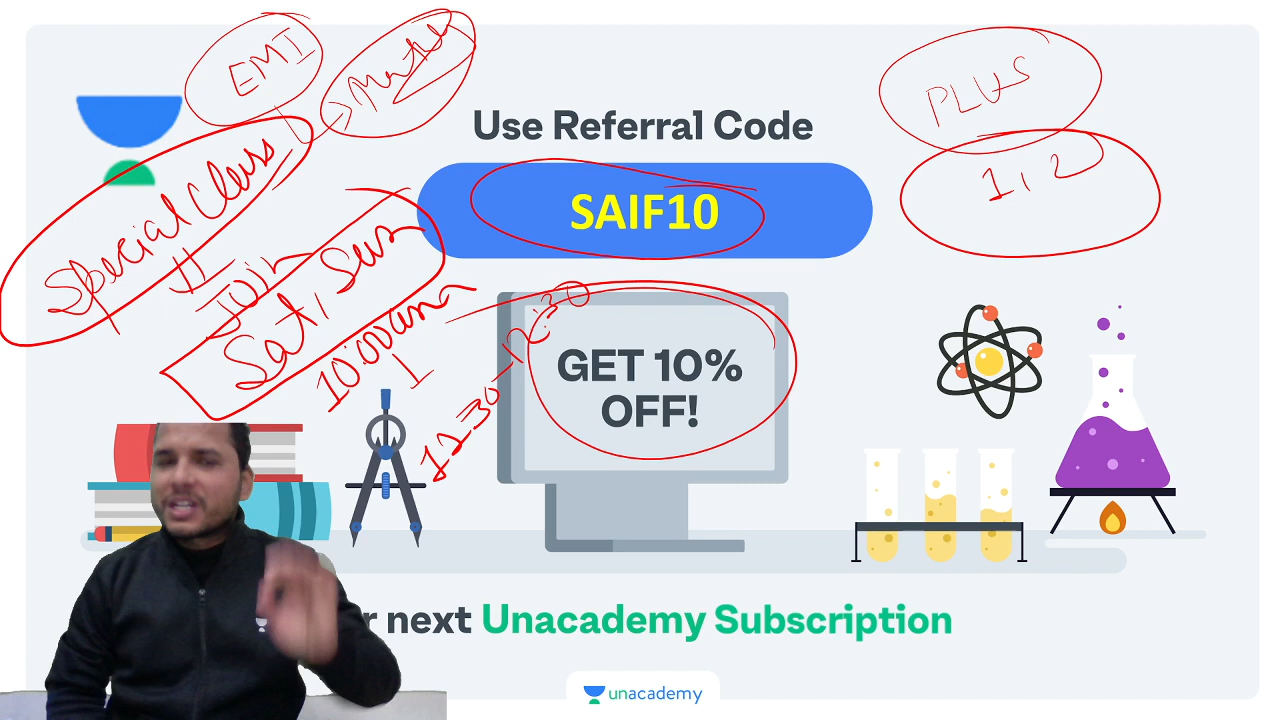 EMI
PLUS
Use Referral Code
1, 2
Special Class
SAIF10
Sat, Sun
10:00am
GET 10%
OFF!
r next Unacademy Subscription
unacademy